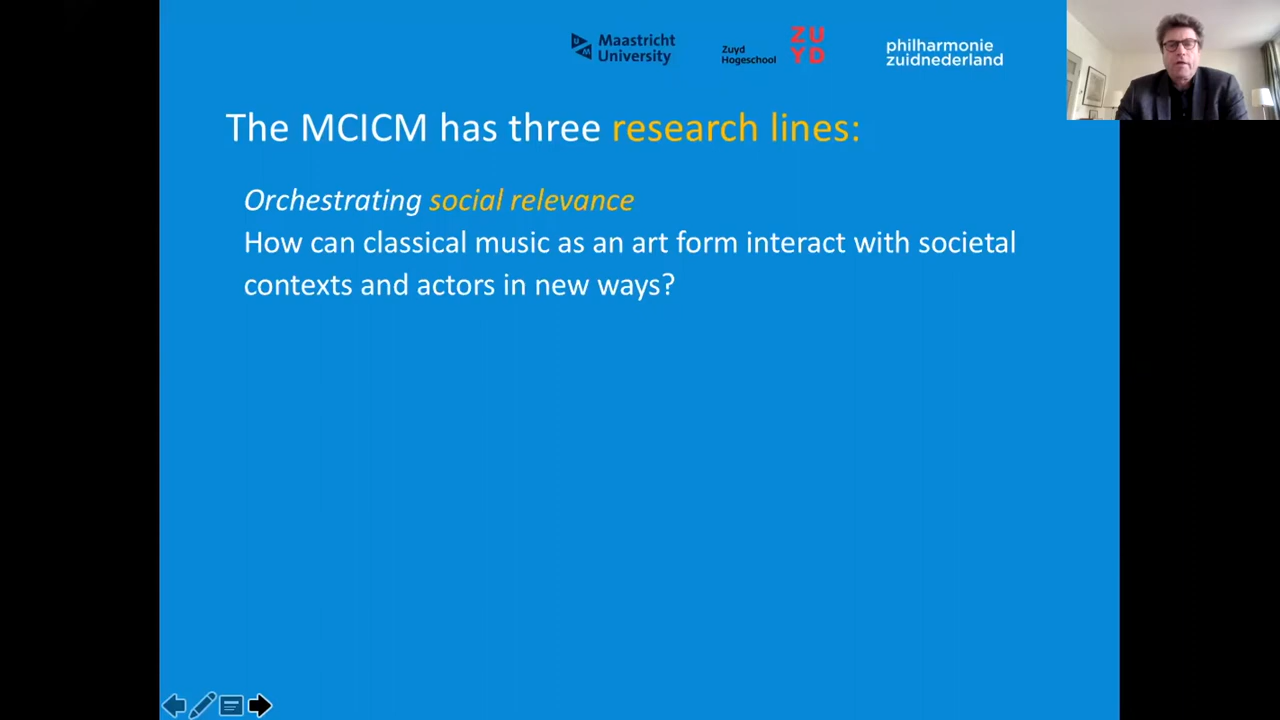 Maastricht
University
Zuyd
Hogeschool
ZU
YD
philharmonie
zuidnederland
The MCICM has three research lines:
Orchestrating social relevance
How can classical music as an art form interact with societal
contexts and actors in new ways?